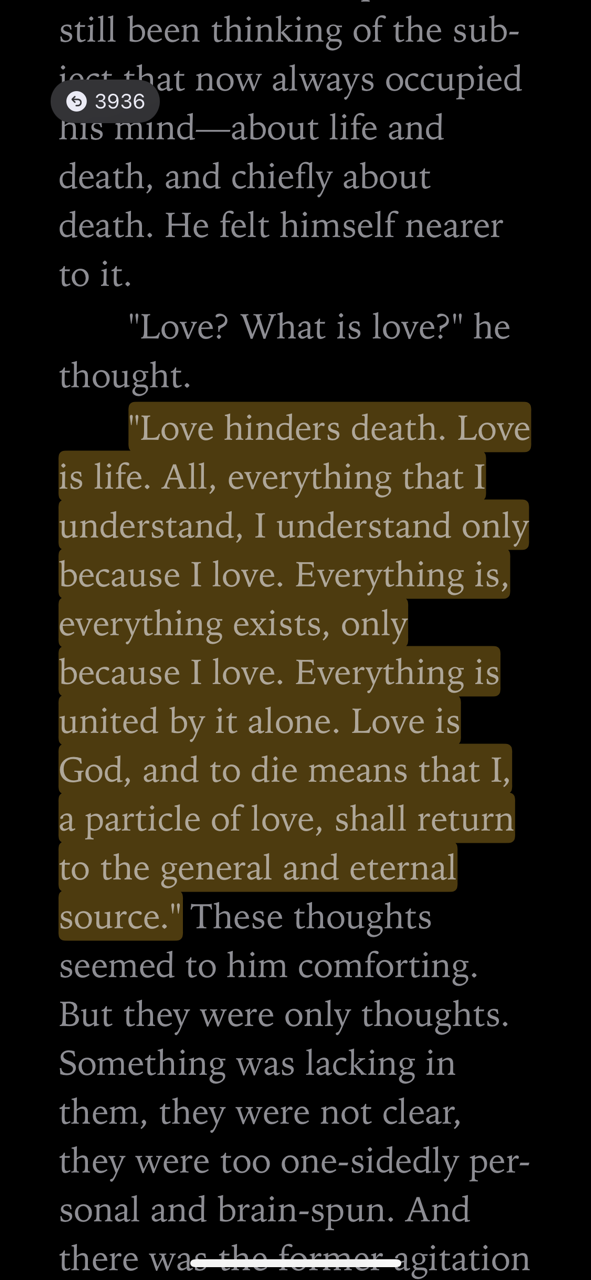 still been thinking of the sub-
ject that now always occupied
3936
his mind—about life and
death, and chiefly about
death. He felt himself nearer
to it.
"Love? What is love?" he
thought.
"Love hinders death. Love
is life. All, everything that I
understand, I understand only
because I love. Everything is,
everything exists, only
because I love. Everything is
united by it alone. Love is
God, and to die means that I,
a particle of love, shall return
to the general and eternal
source." These thoughts
seemed to him comforting.
But they were only thoughts.
Something was lacking in
them, they were not clear,
they were too one-sidedly per-
sonal and brain-spun. And
there was the former agitation